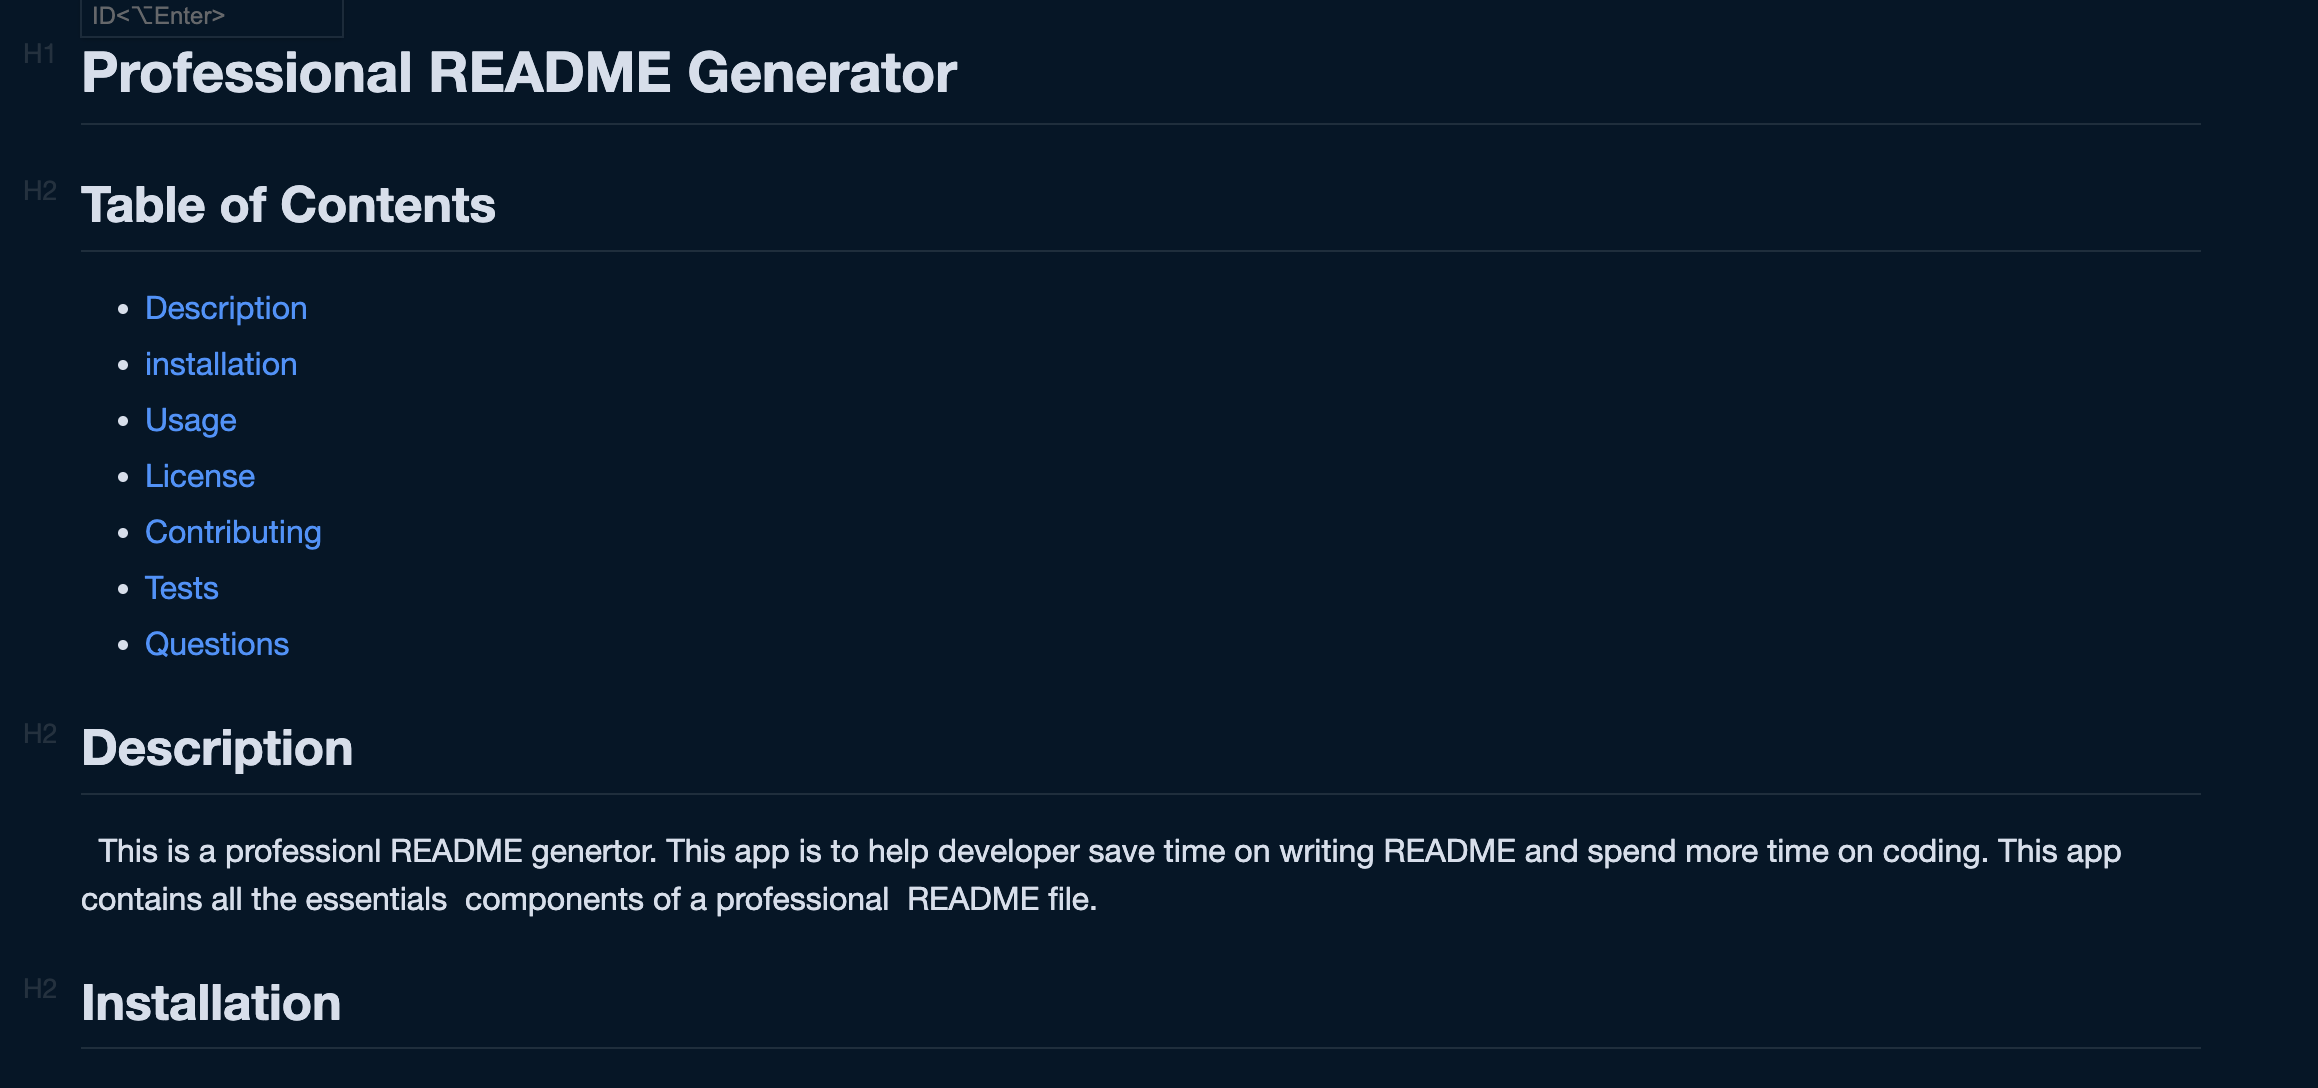 ID<⌥Enter>
H1
Professional README Generator
H2
Table of Contents
• Description
• installation
• Usage
• License
• Contributing
• Tests
• Questions
H2
Description
This is a professionl README genertor. This app is to help developer save time on writing README and spend more time on coding. This app
contains all the essentials  components of a professional  README file.
H2
Installation